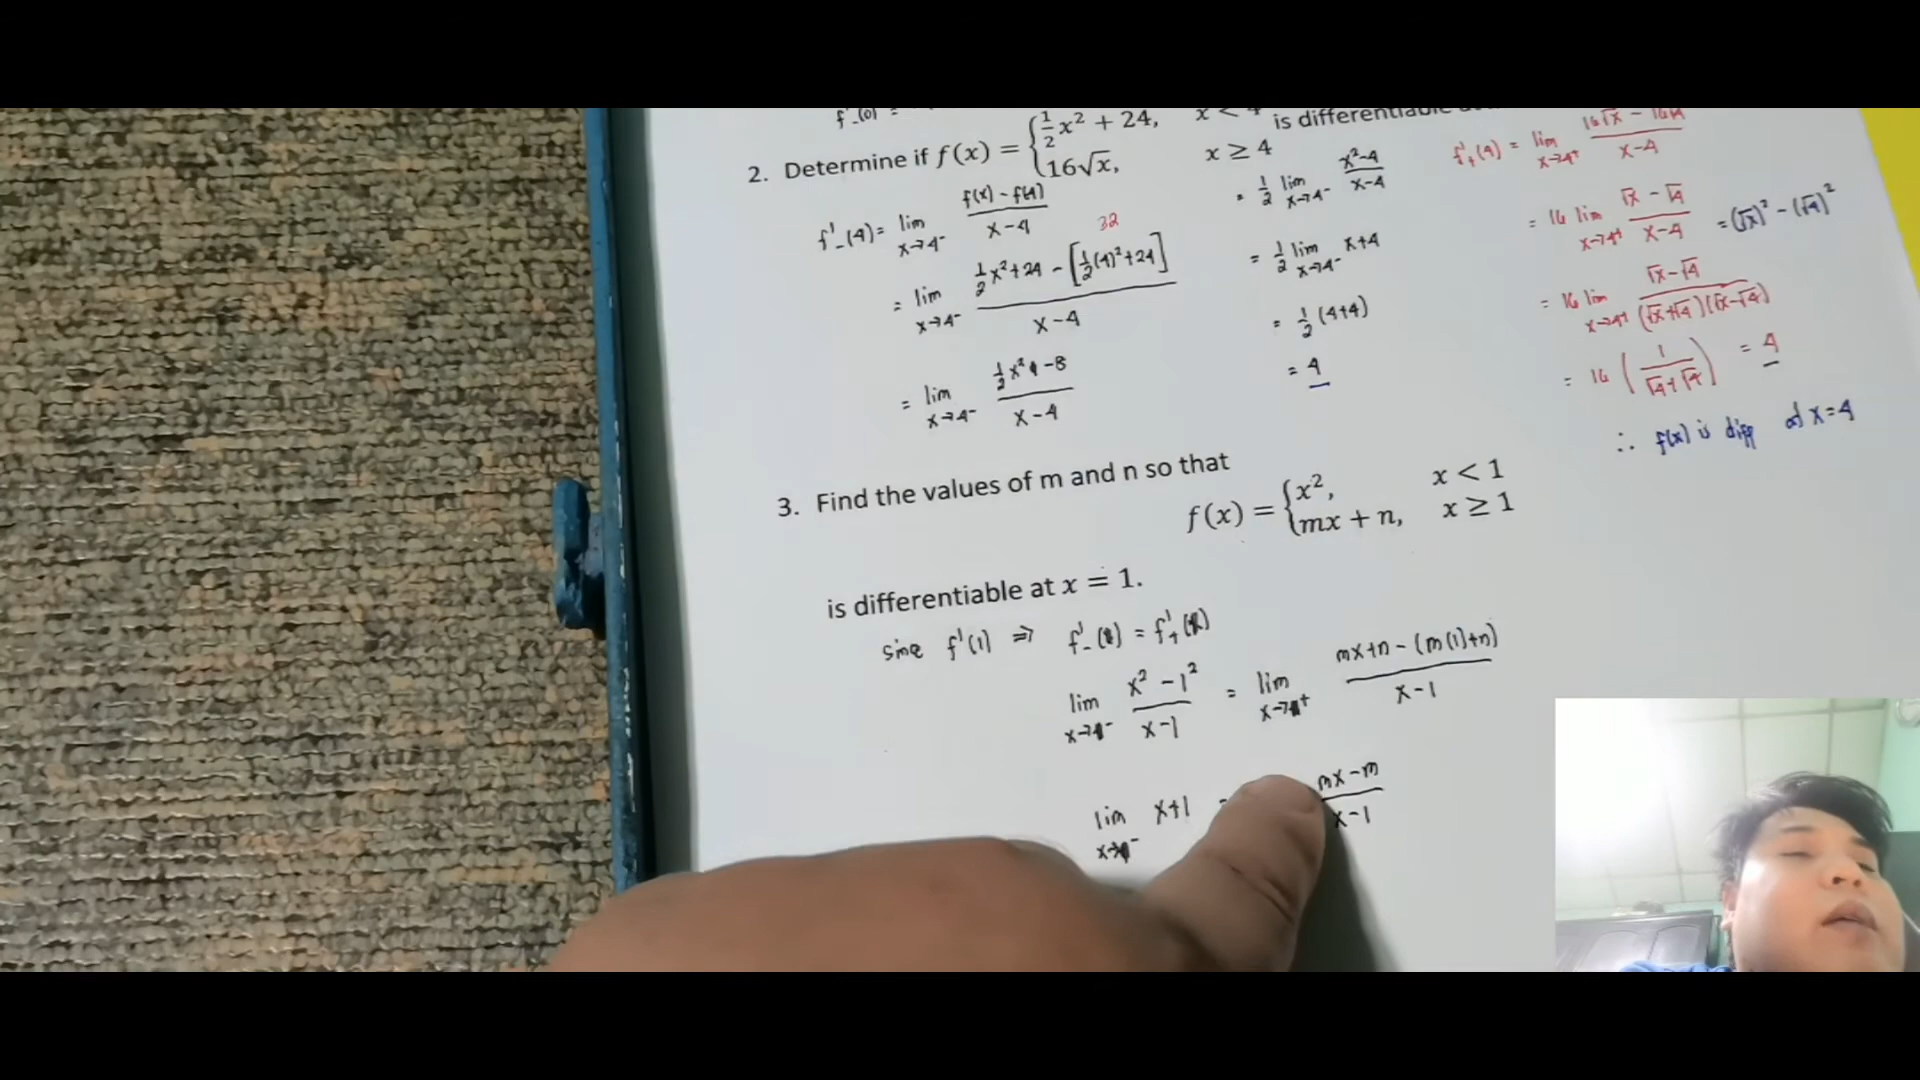 f'₋(0) =
2. Determine if f(x) = { ½x² + 24, x < 4
16√x, x ≥ 4
is differentiable
f'₋(4) = lim x→4⁻ (f(x) - f(4))/(x-4)
= lim x→4⁻ (½x²+24 - [½(4)²+24])/(x-4)
32
= lim x→4⁻ (½x² -8)/(x-4)
= ½ lim x→4⁻ (x²-4)/(x-4)
= ½ lim x→4⁻ x+4
= ½ (4+4)
= 4
f'₊(4) = lim x→4⁺ (16√x - 16√4)/(x-4)
= 16 lim x→4⁺ (√x - √4)/(x-4) = (√x)² - (√4)²
= 16 lim x→4⁺ (√x-√4)/((√x+√4)(√x-√4))
= 16 (1/(√4+√4)) = 4
∴ f(x) is diff at x=4
3. Find the values of m and n so that
f(x) = { x², x < 1
mx + n, x ≥ 1
is differentiable at x = 1.
since f'(1) ⇒ f'₋(1) = f'₊(1)
lim x→1⁻ (x² - 1²)/(x-1) = lim x→1⁺ (mx+n - (m(1)+n))/(x-1)
lim x→1⁻ x+1 (mx-m)/(x-1)